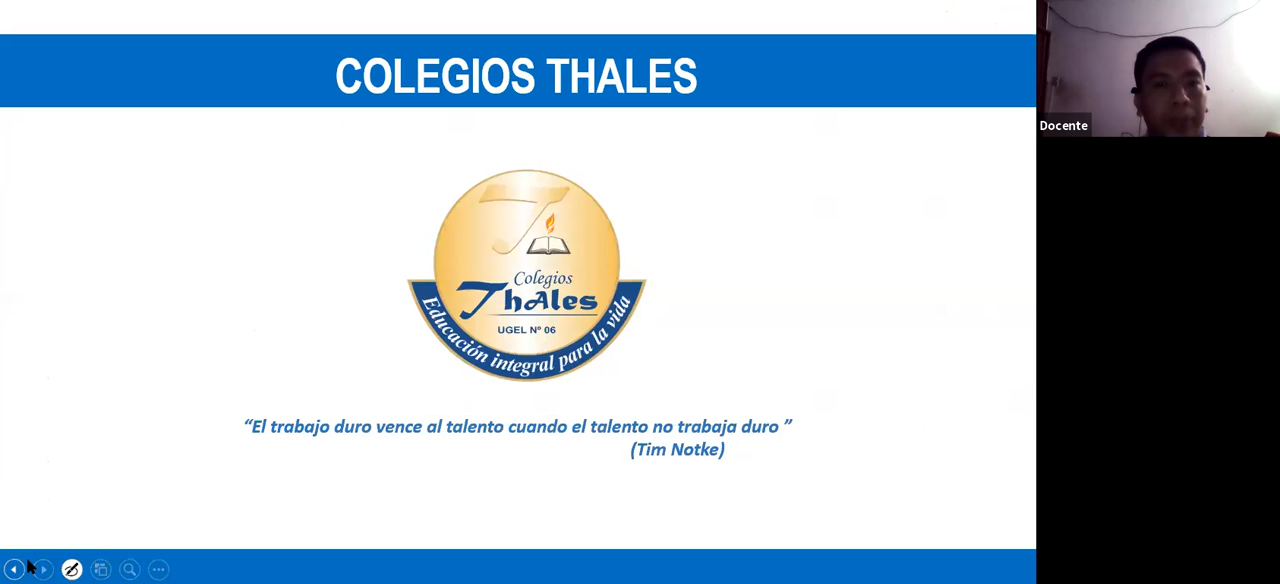 COLEGIOS THALES
Docente
Colegios
Thales
UGEL Nº 06
Educación integral para la vida
“El trabajo duro vence al talento cuando el talento no trabaja duro ”
(Tim Notke)